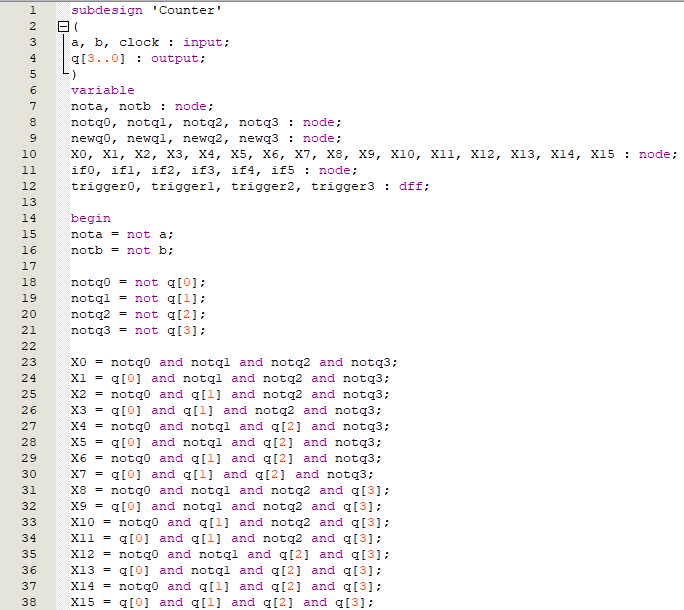 1 subdesign 'Counter'
2 (
3 a, b, clock : input;
4 q[3..0] : output;
5 )
6 variable
7 nota, notb : node;
8 notq0, notq1, notq2, notq3 : node;
9 newq0, newq1, newq2, newq3 : node;
10 X0, X1, X2, X3, X4, X5, X6, X7, X8, X9, X10, X11, X12, X13, X14, X15 : node;
11 if0, if1, if2, if3, if4, if5 : node;
12 trigger0, trigger1, trigger2, trigger3 : dff;
13
14 begin
15 nota = not a;
16 notb = not b;
17
18 notq0 = not q[0];
19 notq1 = not q[1];
20 notq2 = not q[2];
21 notq3 = not q[3];
22
23 X0 = notq0 and notq1 and notq2 and notq3;
24 X1 = q[0] and notq1 and notq2 and notq3;
25 X2 = notq0 and q[1] and notq2 and notq3;
26 X3 = q[0] and q[1] and notq2 and notq3;
27 X4 = notq0 and notq1 and q[2] and notq3;
28 X5 = q[0] and notq1 and q[2] and notq3;
29 X6 = notq0 and q[1] and q[2] and notq3;
30 X7 = q[0] and q[1] and q[2] and notq3;
31 X8 = notq0 and notq1 and notq2 and q[3];
32 X9 = q[0] and notq1 and notq2 and q[3];
33 X10 = notq0 and q[1] and notq2 and q[3];
34 X11 = q[0] and q[1] and notq2 and q[3];
35 X12 = notq0 and notq1 and q[2] and q[3];
36 X13 = q[0] and notq1 and q[2] and q[3];
37 X14 = notq0 and q[1] and q[2] and q[3];
38 X15 = q[0] and q[1] and q[2] and q[3];